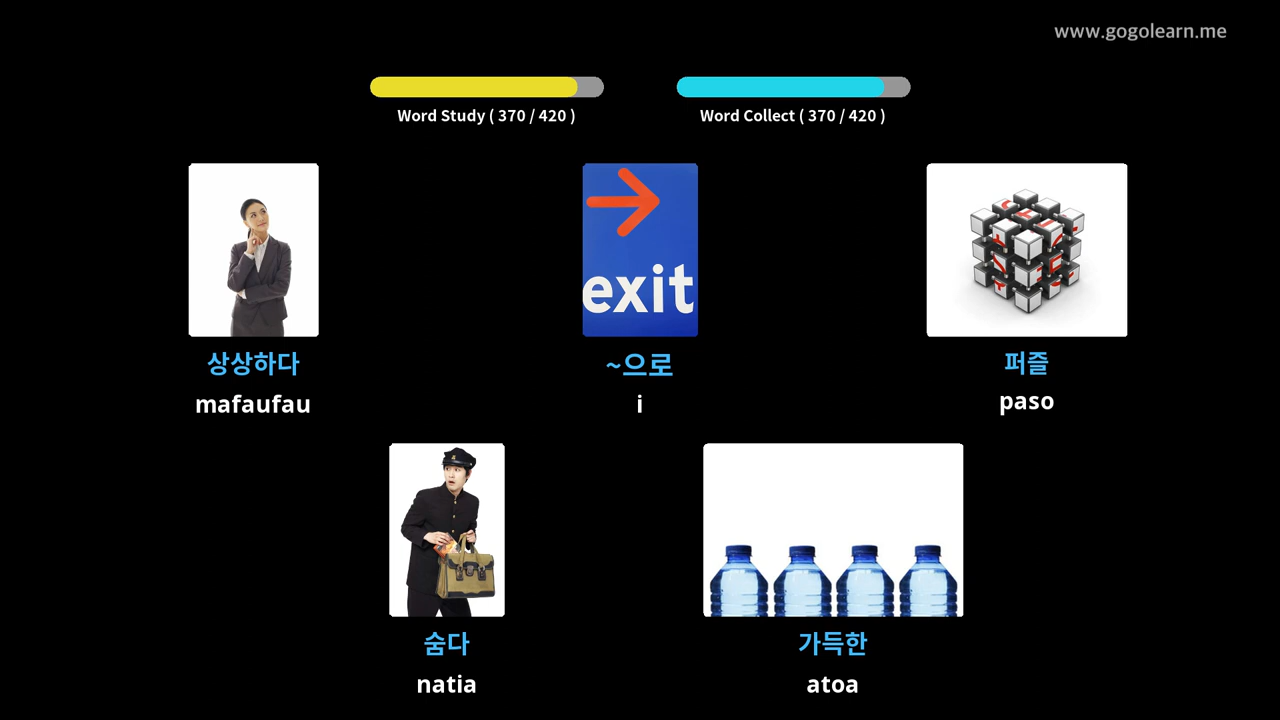 www.gogolearn.me
Word Study ( 370 / 420 )
Word Collect ( 370 / 420 )
exit
상상하다
mafaufau
~으로
i
퍼즐
paso
숨다
natia
가득한
atoa